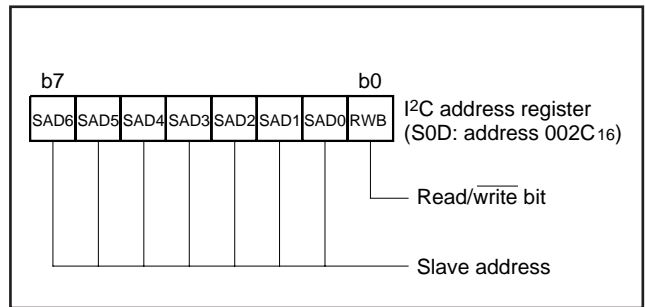 b7 b0
SAD6 SAD5 SAD4 SAD3 SAD2 SAD1 SAD0 RWB
I2C address register
(S0D: address 002C16)
Read/write bit
Slave address